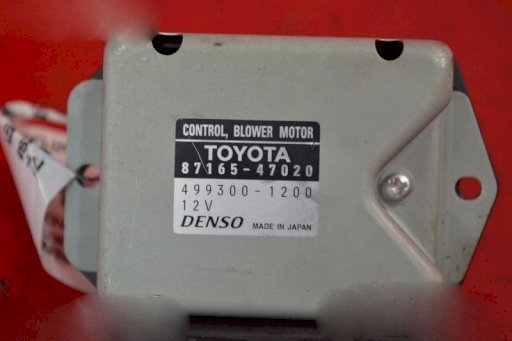 CONTROL, BLOWER MOTOR
TOYOTA
87165-47020
499300-1200
12V
DENSO MADE IN JAPAN